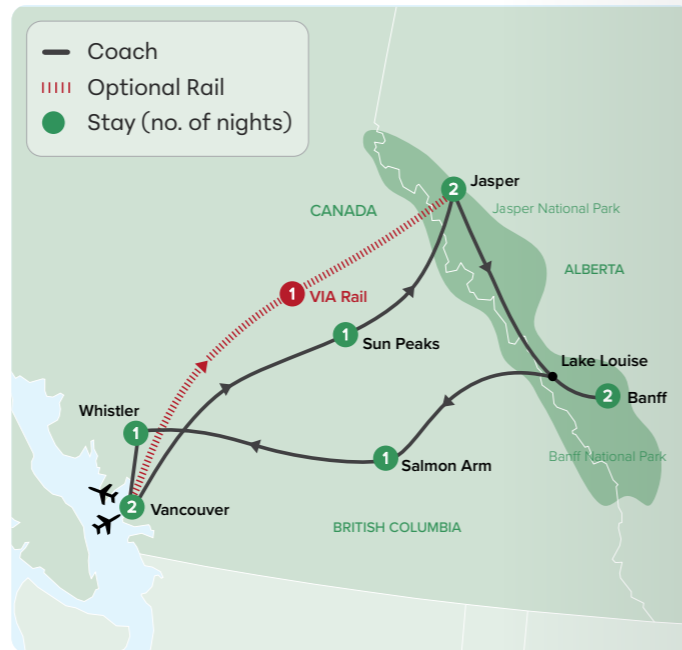 Coach
Optional Rail
Stay (no. of nights)
2
Jasper
Jasper National Park
CANADA
ALBERTA
1
VIA Rail
1
Sun Peaks
Lake Louise
2
Banff
Whistler
1
1
Salmon Arm
Banff National Park
2
Vancouver
BRITISH COLUMBIA